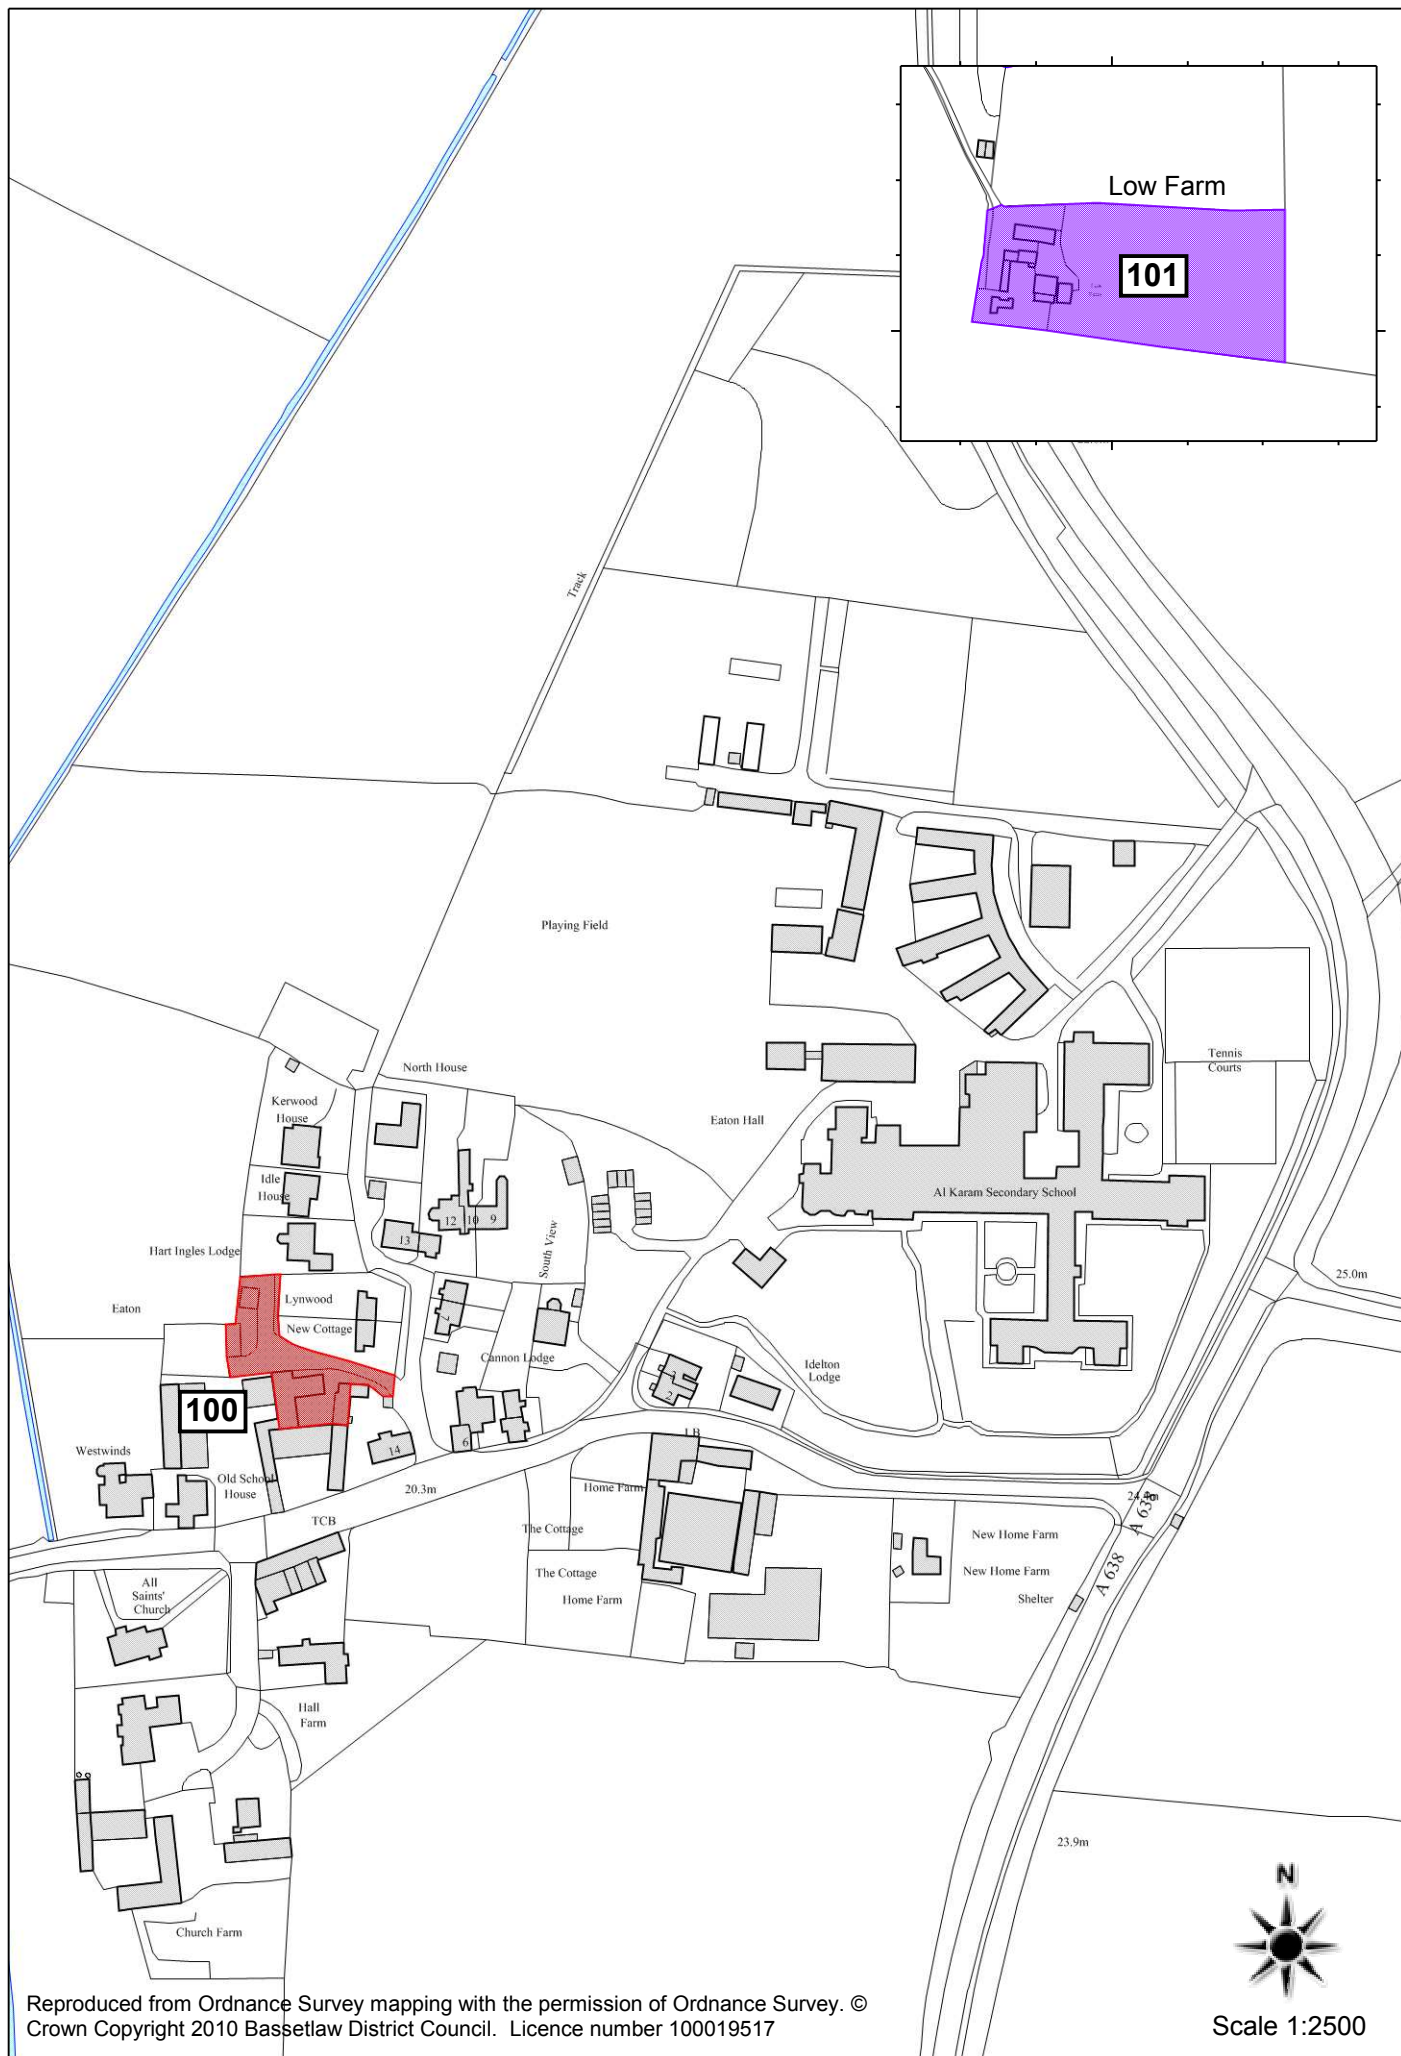 Low Farm
101
Track
Playing Field
North House
Kerwood
House
Idle
House
Hart Ingles Lodge
Eaton
Lynwood
New Cottage
12
10
9
13
7
South View
Cannon Lodge
Eaton Hall
Al Karam Secondary School
Tennis
Courts
25.0m
Idelton
Lodge
3
2
100
Westwinds
Old School
House
14
6
20.3m
TCB
LB
Home Farm
The Cottage
The Cottage
Home Farm
New Home Farm
New Home Farm
Shelter
A 638
A 638
All
Saints'
Church
Hall
Farm
Church Farm
23.9m
N
Reproduced from Ordnance Survey mapping with the permission of Ordnance Survey. ©
Crown Copyright 2010 Bassetlaw District Council. Licence number 100019517
Scale 1:2500